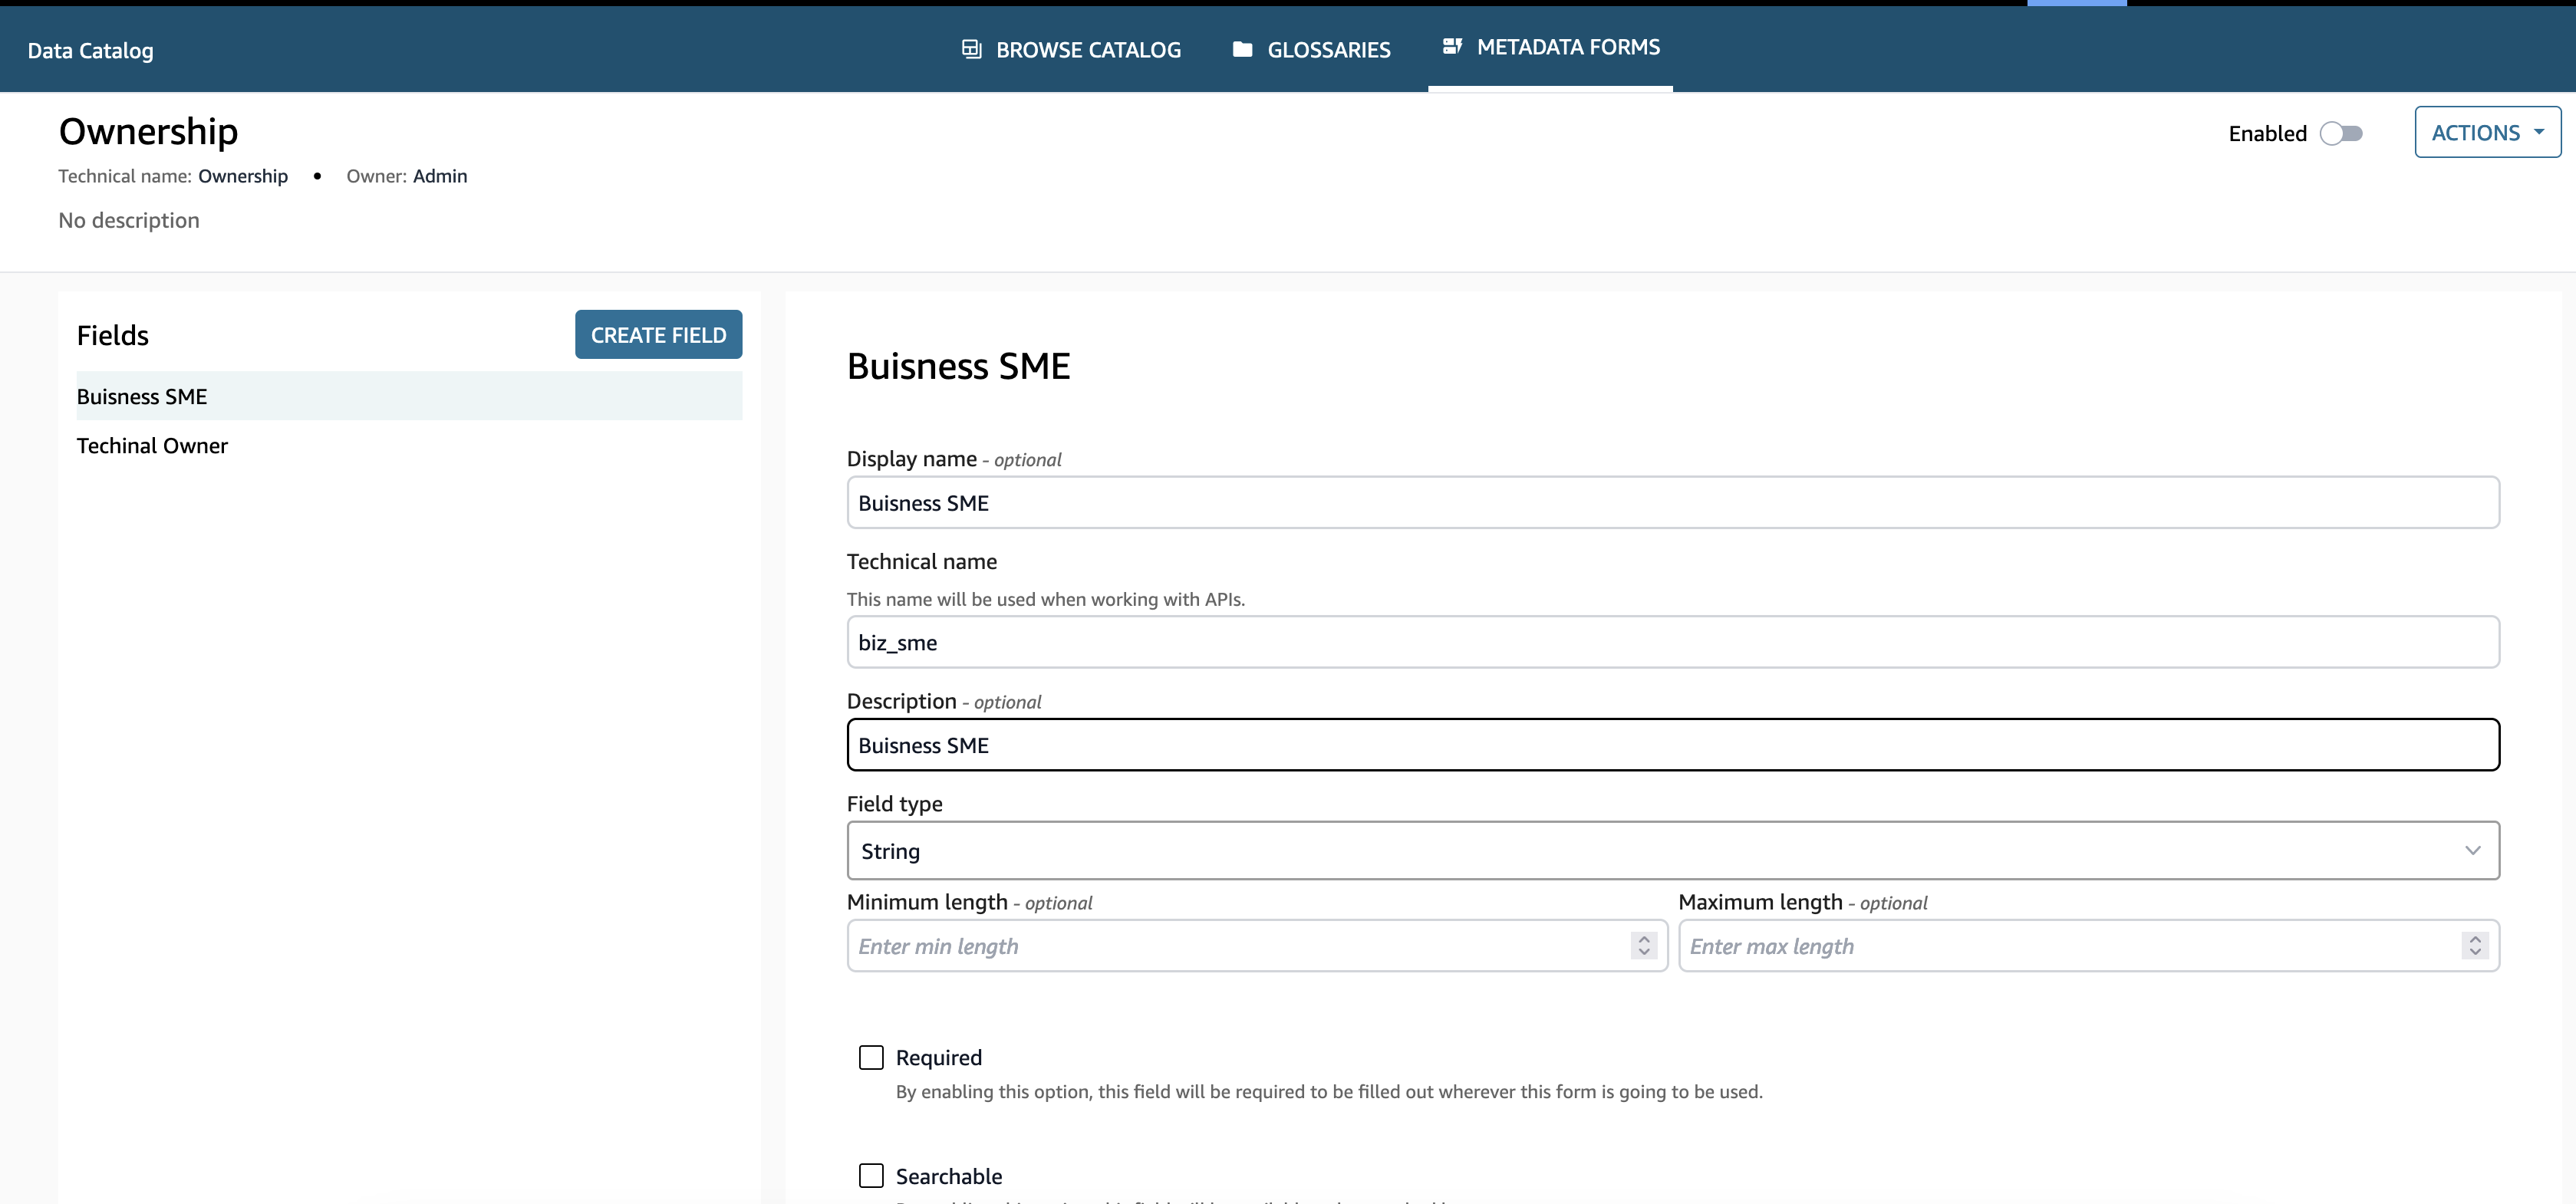 Data Catalog
BROWSE CATALOG
GLOSSARIES
METADATA FORMS
Ownership
Enabled
ACTIONS
Technical name: Ownership • Owner: Admin
No description
Fields
CREATE FIELD
Buisness SME
Techinal Owner
Buisness SME
Display name - optional
Buisness SME
Technical name
This name will be used when working with APIs.
biz_sme
Description - optional
Buisness SME
Field type
String
Minimum length - optional
Maximum length - optional
Enter min length
Enter max length
Required
By enabling this option, this field will be required to be filled out wherever this form is going to be used.
Searchable